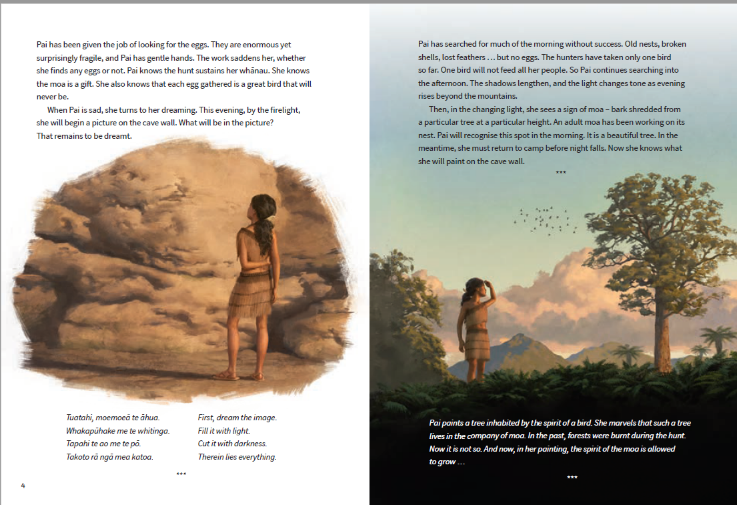 Pai has been given the job of looking for the eggs. They are enormous yet
surprisingly fragile, and Pai has gentle hands. The work saddens her, whether
she finds any eggs or not. Pai knows the hunt sustains her whānau. She knows
the moa is a gift. She also knows that each egg gathered is a great bird that will
never be.
When Pai is sad, she turns to her dreaming. This evening, by the firelight,
she will begin a picture on the cave wall. What will be in the picture?
That remains to be dreamt.
Tuatahi, moemoeā te āhua.
Whakapūhake me te whitinga.
Tapahi te ao me te pō.
Takoto rā ngā mea katoa.
First, dream the image.
Fill it with light.
Cut it with darkness.
Therein lies everything.
***
4
Pai has searched for much of the morning without success. Old nests, broken
shells, lost feathers … but no eggs. The hunters have taken only one bird
so far. One bird will not feed all her people. So Pai continues searching into
the afternoon. The shadows lengthen, and the light changes tone as evening
rises beyond the mountains.
Then, in the changing light, she sees a sign of moa – bark shredded from
a particular tree at a particular height. An adult moa has been working on its
nest. Pai will recognise this spot in the morning. It is a beautiful tree. In the
meantime, she must return to camp before night falls. Now she knows what
she will paint on the cave wall.
***
Pai paints a tree inhabited by the spirit of a bird. She marvels that such a tree
lives in the company of moa. In the past, forests were burnt during the hunt.
Now it is not so. And now, in her painting, the spirit of the moa is allowed
to grow …
***